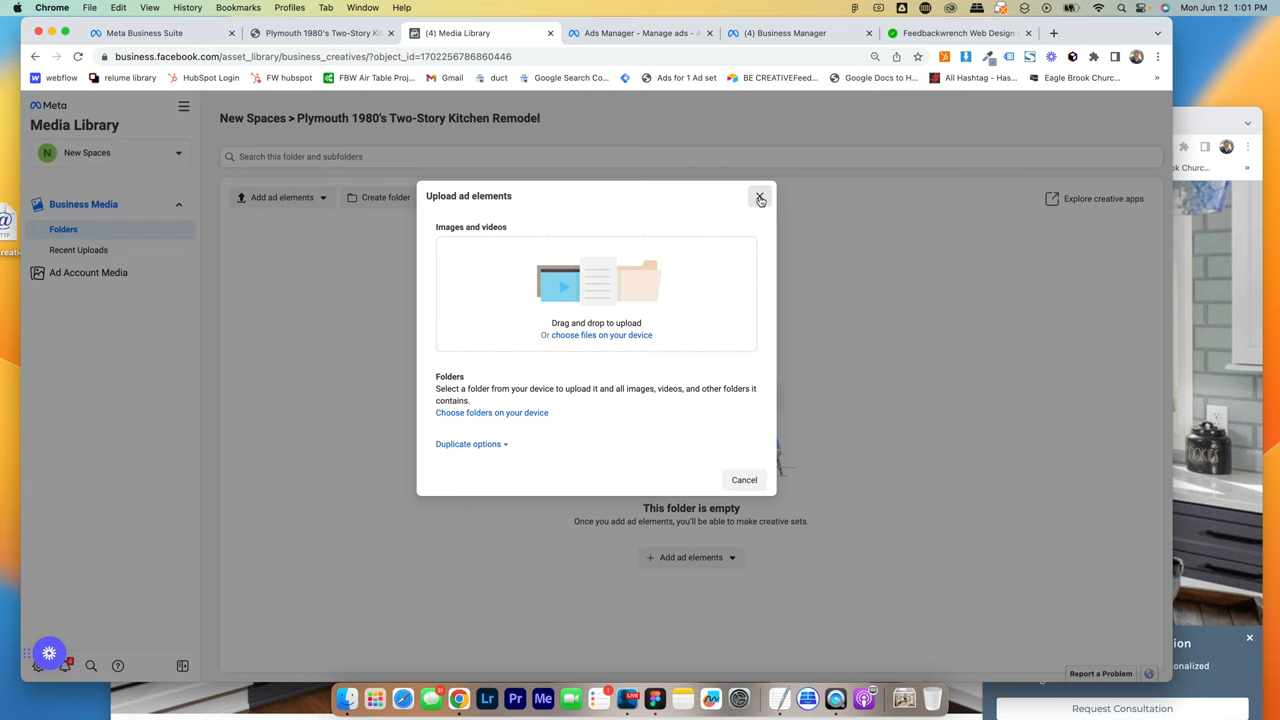 Chrome File Edit View History Bookmarks Profiles Tab Window Help
Mon Jun 12 1:01 PM
Meta Business Suite
Plymouth 1980's Two-Story Ki
(4) Media Library
Ads Manager - Manage ads - A
(4) Business Manager
Feedbackwrench Web Design
business.facebook.com/asset_library/business_creatives/?object_id=1702256786860446
webflow
relume library
HubSpot Login
FW hubspot
FBW Air Table Proj...
Gmail
duct
Google Search Co...
Ads for 1 Ad set
BE CREATIVEFeed...
Google Docs to H...
All Hashtag - Has...
Eagle Brook Churc...
»
k Churc...
»
Meta
Media Library
N New Spaces
Business Media
Folders
Recent Uploads
Ad Account Media
New Spaces > Plymouth 1980's Two-Story Kitchen Remodel
Search this folder and subfolders
Add ad elements
Create folder
Explore creative apps
Upload ad elements
Images and videos
Drag and drop to upload
Or choose files on your device
Folders
Select a folder from your device to upload it and all images, videos, and other folders it
contains.
Choose folders on your device
Duplicate options
Cancel
This folder is empty
Once you add ad elements, you'll be able to make creative sets.
+ Add ad elements
Report a Problem
ion
onalized
Request Consultation